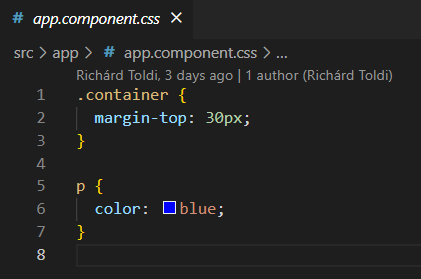 # app.component.css ×
src > app > # app.component.css > ...
Richárd Toldi, 3 days ago | 1 author (Richárd Toldi)
1 .container {
2   margin-top: 30px;
3 }
4
5 p {
6   color: blue;
7 }
8